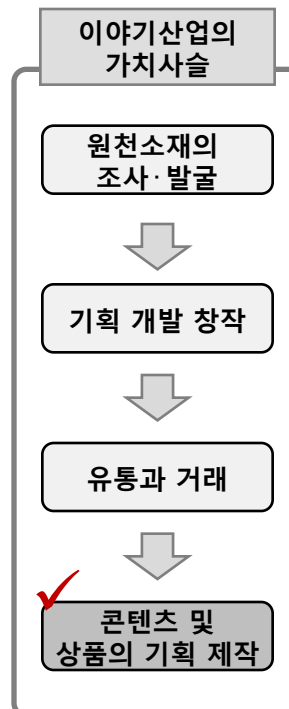 이야기산업의
가치사슬
원천소재의
조사·발굴
기획 개발 창작
유통과 거래
콘텐츠 및
상품의 기획 제작